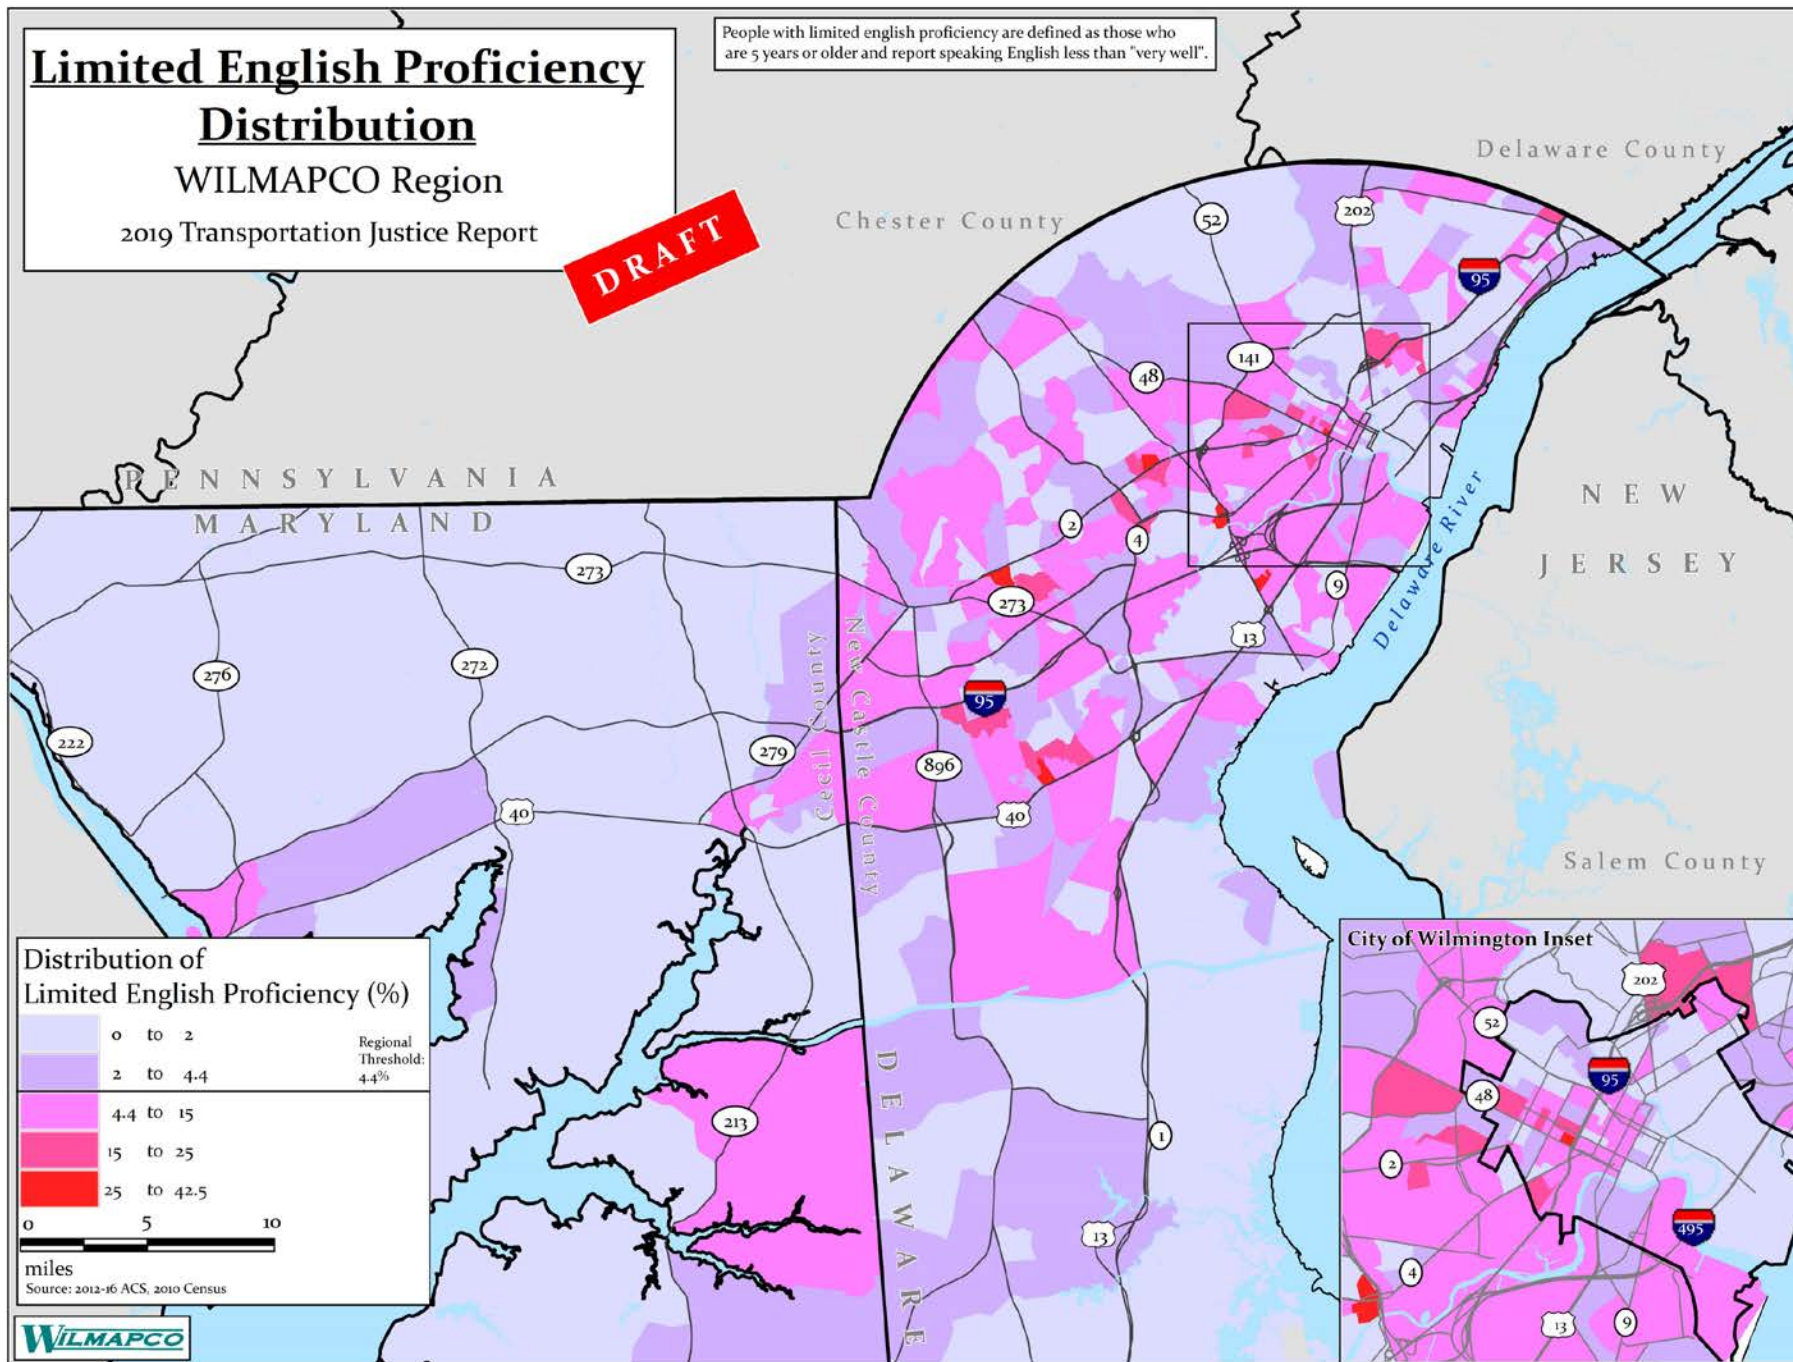 Limited English Proficiency
Distribution
WILMAPCO Region
2019 Transportation Justice Report
DRAFT
People with limited english proficiency are defined as those who
are 5 years or older and report speaking English less than "very well".
Delaware County
Chester County
52
202
95
141
48
PENNSYLVANIA
MARYLAND
NEW
JERSEY
Delaware River
2
4
273
273
9
13
276
272
Cecil County
New Castle County
95
222
279
896
40
40
Salem County
213
DELAWARE
1
13
Distribution of
Limited English Proficiency (%)
0 to 2
2 to 4.4
Regional
Threshold:
4.4%
4.4 to 15
15 to 25
25 to 42.5
0 5 10
miles
Source: 2012-16 ACS, 2010 Census
WILMAPCO
City of Wilmington Inset
202
52
95
48
2
495
4
13
9